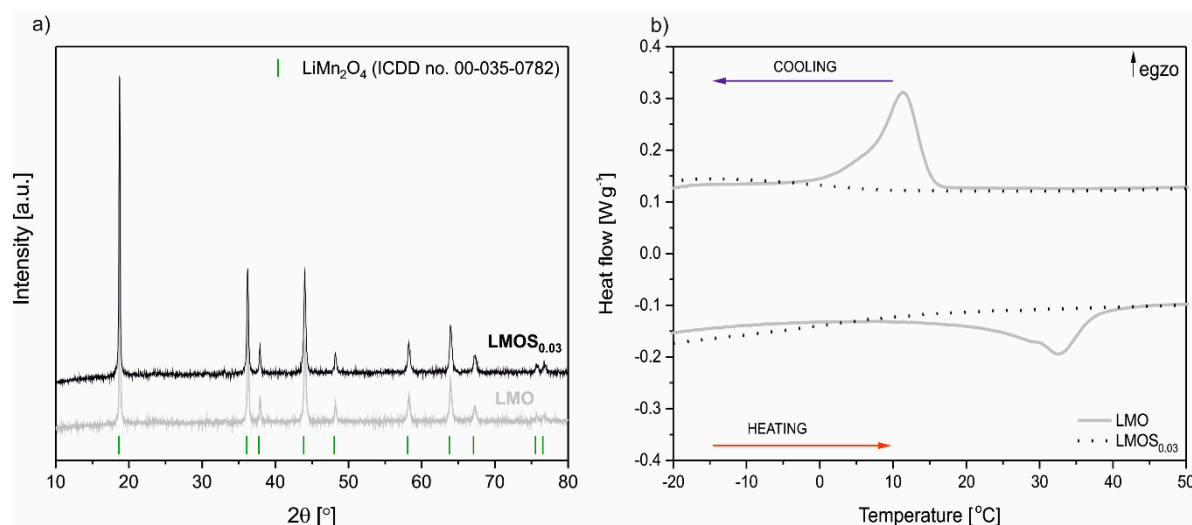 a)
LiMn₂O₄ (ICDD no. 00-035-0782)
LMOS₀.₀₃
LMO
Intensity [a.u.]
10 20 30 40 50 60 70 80
2θ [°]
b)
0.4
0.3
0.2
0.1
0.0
-0.1
-0.2
-0.3
-0.4
COOLING
egzo
HEATING
LMO
LMOS₀.₀₃
Heat flow [W g⁻¹]
-20 -10 0 10 20 30 40 50
Temperature [°C]